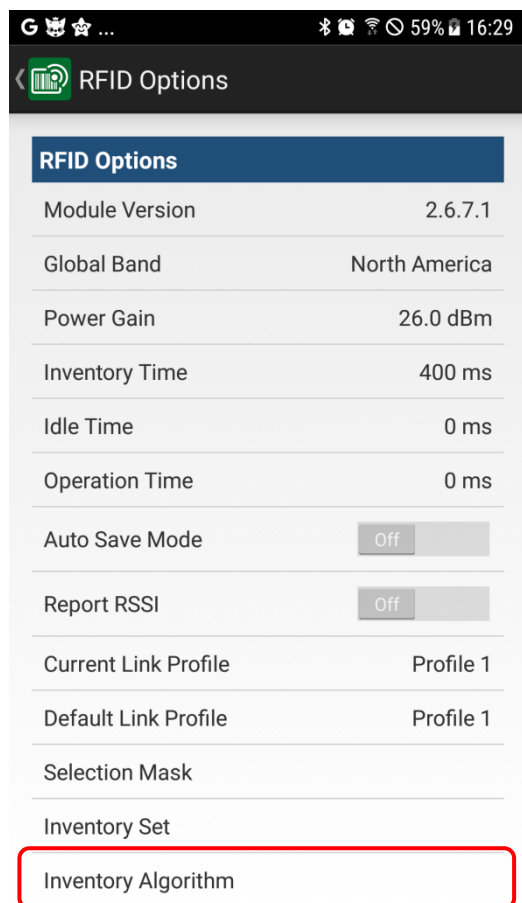 G ... 59% 16:29
RFID Options
RFID Options
Module Version 2.6.7.1
Global Band North America
Power Gain 26.0 dBm
Inventory Time 400 ms
Idle Time 0 ms
Operation Time 0 ms
Auto Save Mode Off
Report RSSI Off
Current Link Profile Profile 1
Default Link Profile Profile 1
Selection Mask
Inventory Set
Inventory Algorithm